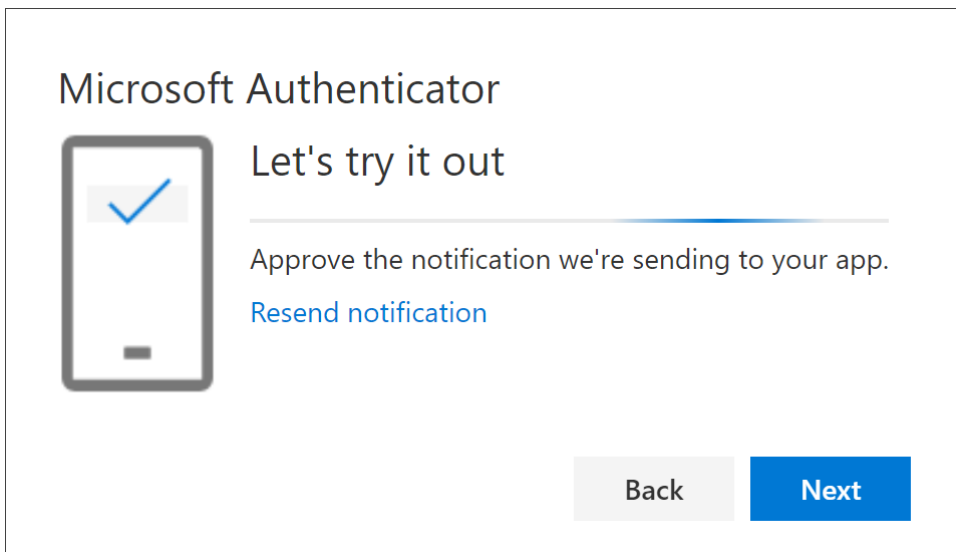 Microsoft Authenticator
Let's try it out
Approve the notification we're sending to your app.
Resend notification
Back
Next